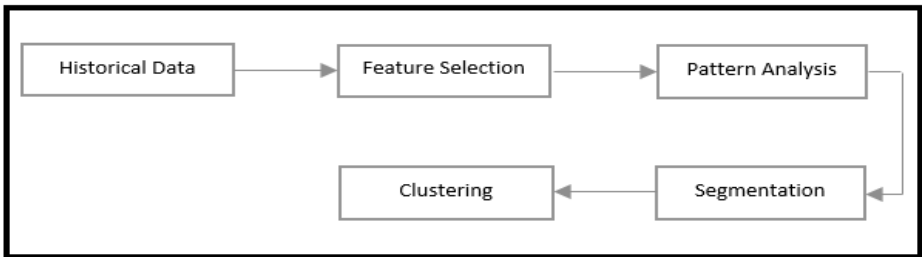 Historical Data
Feature Selection
Pattern Analysis
Segmentation
Clustering